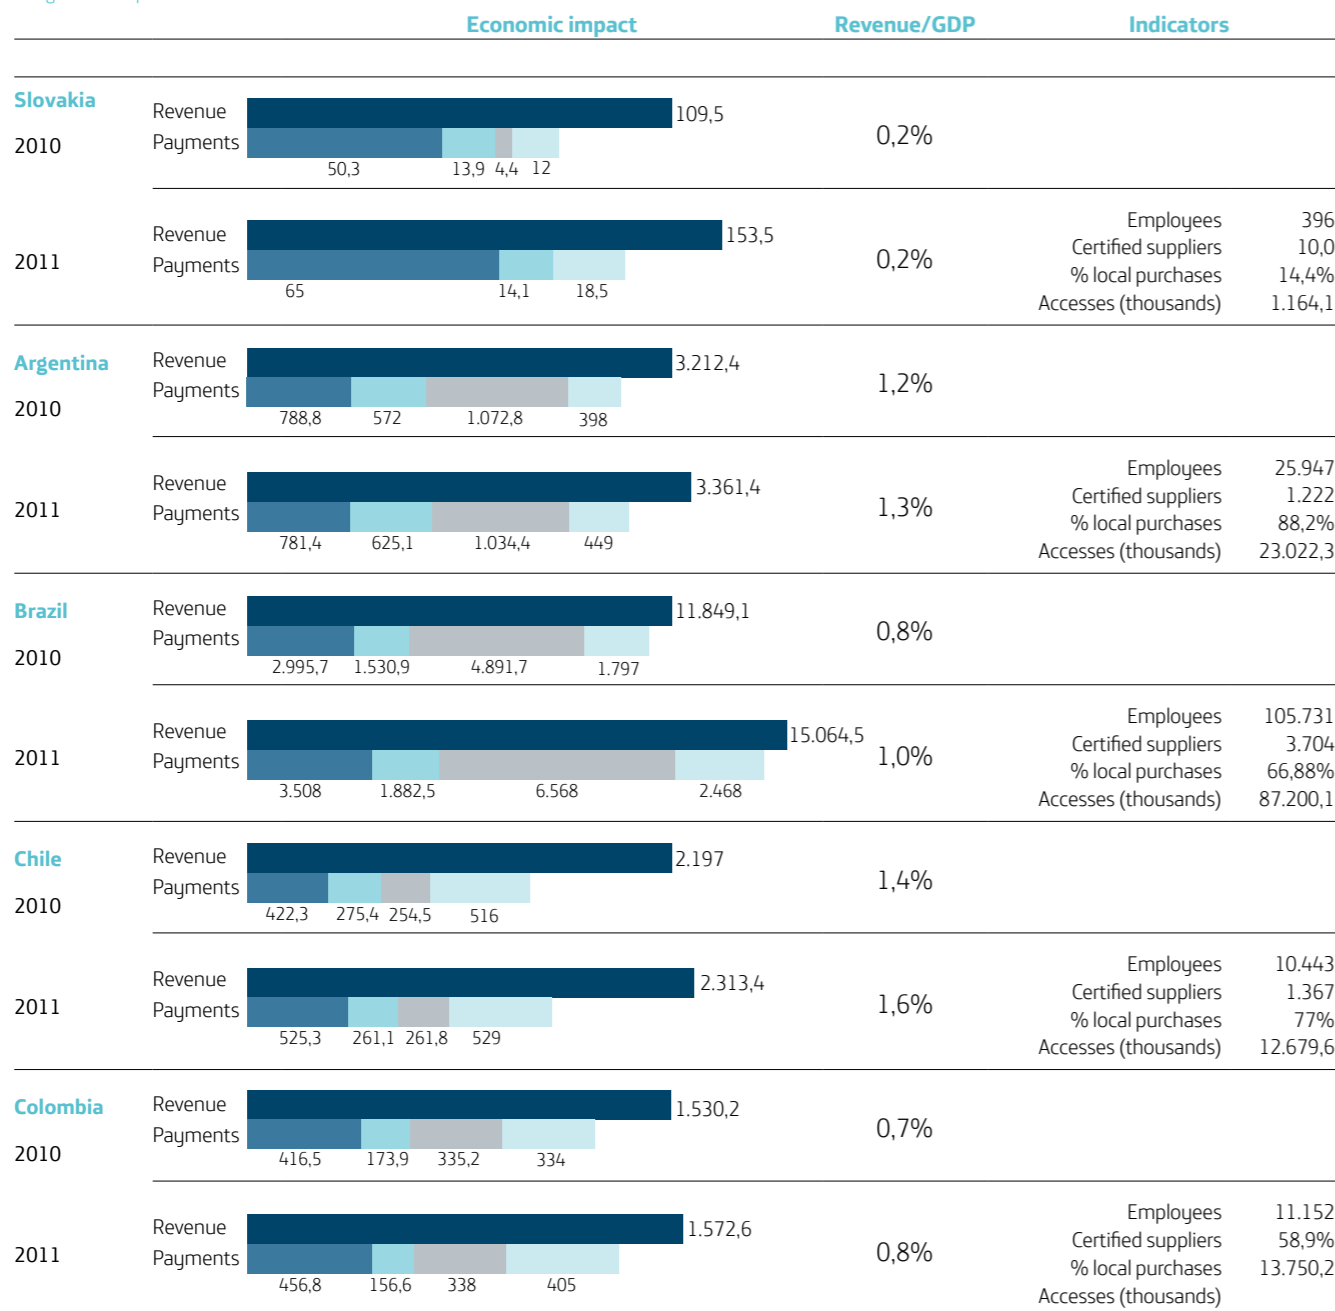 Economic impact Revenue/GDP Indicators
Slovakia
2010
Revenue 109,5
Payments
50,3 13,9 4,4 12
0,2%
2011
Revenue 153,5
Payments
65 14,1 18,5
0,2%
Employees 396
Certified suppliers 10,0
% local purchases 14,4%
Accesses (thousands) 1.164,1
Argentina
2010
Revenue 3.212,4
Payments
788,8 572 1.072,8 398
1,2%
2011
Revenue 3.361,4
Payments
781,4 625,1 1.034,4 449
1,3%
Employees 25.947
Certified suppliers 1.222
% local purchases 88,2%
Accesses (thousands) 23.022,3
Brazil
2010
Revenue 11.849,1
Payments
2.995,7 1.530,9 4.891,7 1.797
0,8%
2011
Revenue 15.064,5
Payments
3.508 1.882,5 6.568 2.468
1,0%
Employees 105.731
Certified suppliers 3.704
% local purchases 66,88%
Accesses (thousands) 87.200,1
Chile
2010
Revenue 2.197
Payments
422,3 275,4 254,5 516
1,4%
2011
Revenue 2.313,4
Payments
525,3 261,1 261,8 529
1,6%
Employees 10.443
Certified suppliers 1.367
% local purchases 77%
Accesses (thousands) 12.679,6
Colombia
2010
Revenue 1.530,2
Payments
416,5 173,9 335,2 334
0,7%
2011
Revenue 1.572,6
Payments
456,8 156,6 338 405
0,8%
Employees 11.152
Certified suppliers 58,9%
% local purchases 13.750,2
Accesses (thousands)